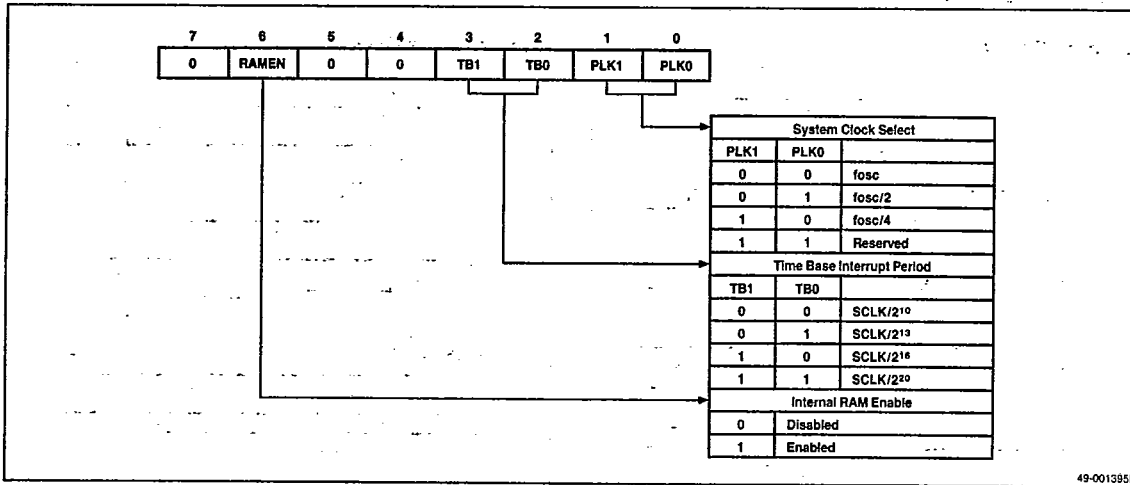 7 6 5 4 3 2 1 0
0 RAMEN 0 0 TB1 TB0 PLK1 PLK0
System Clock Select
PLK1 PLK0
0 0 fosc
0 1 fosc/2
1 0 fosc/4
1 1 Reserved
Time Base Interrupt Period
TB1 TB0
0 0 SCLK/2¹⁰
0 1 SCLK/2¹³
1 0 SCLK/2¹⁶
1 1 SCLK/2²⁰
Internal RAM Enable
0 Disabled
1 Enabled